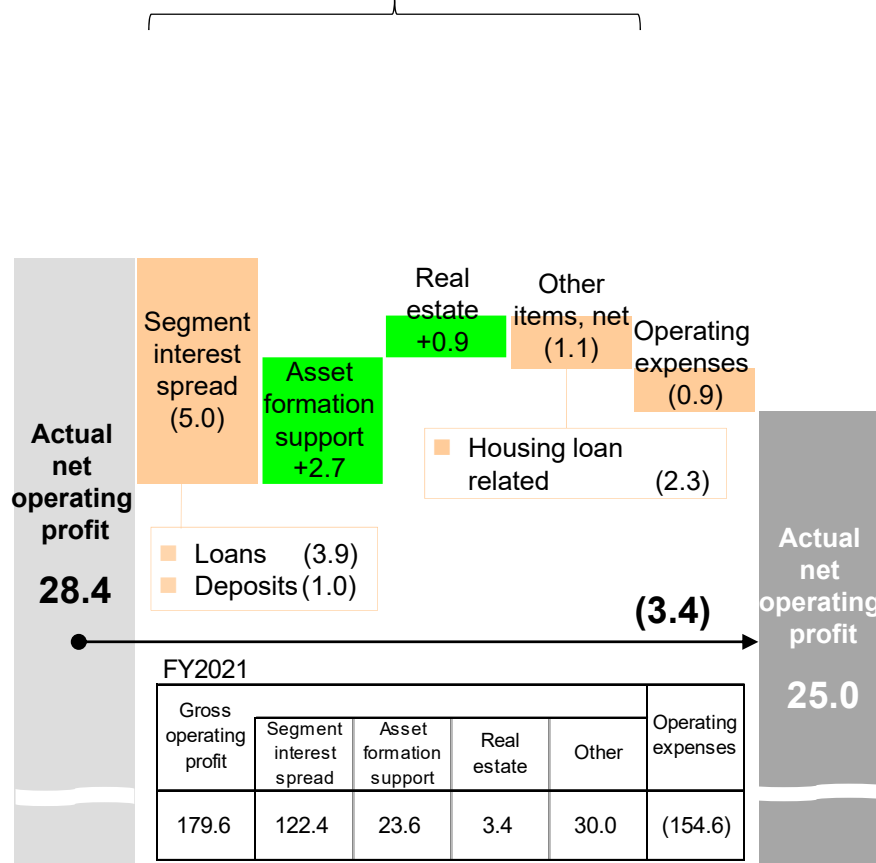 Actual
net
operating
profit
28.4
Segment
interest
spread
(5.0)
Asset
formation
support
+2.7
Real
estate
+0.9
Other
items, net
(1.1)
Operating
expenses
(0.9)
Loans (3.9)
Deposits (1.0)
Housing loan
related (2.3)
(3.4)
Actual
net
operating
profit
25.0
FY2021
Gross
operating
profit
Segment
interest
spread
Asset
formation
support
Real
estate
Other
Operating
expenses
179.6 122.4 23.6 3.4 30.0 (154.6)